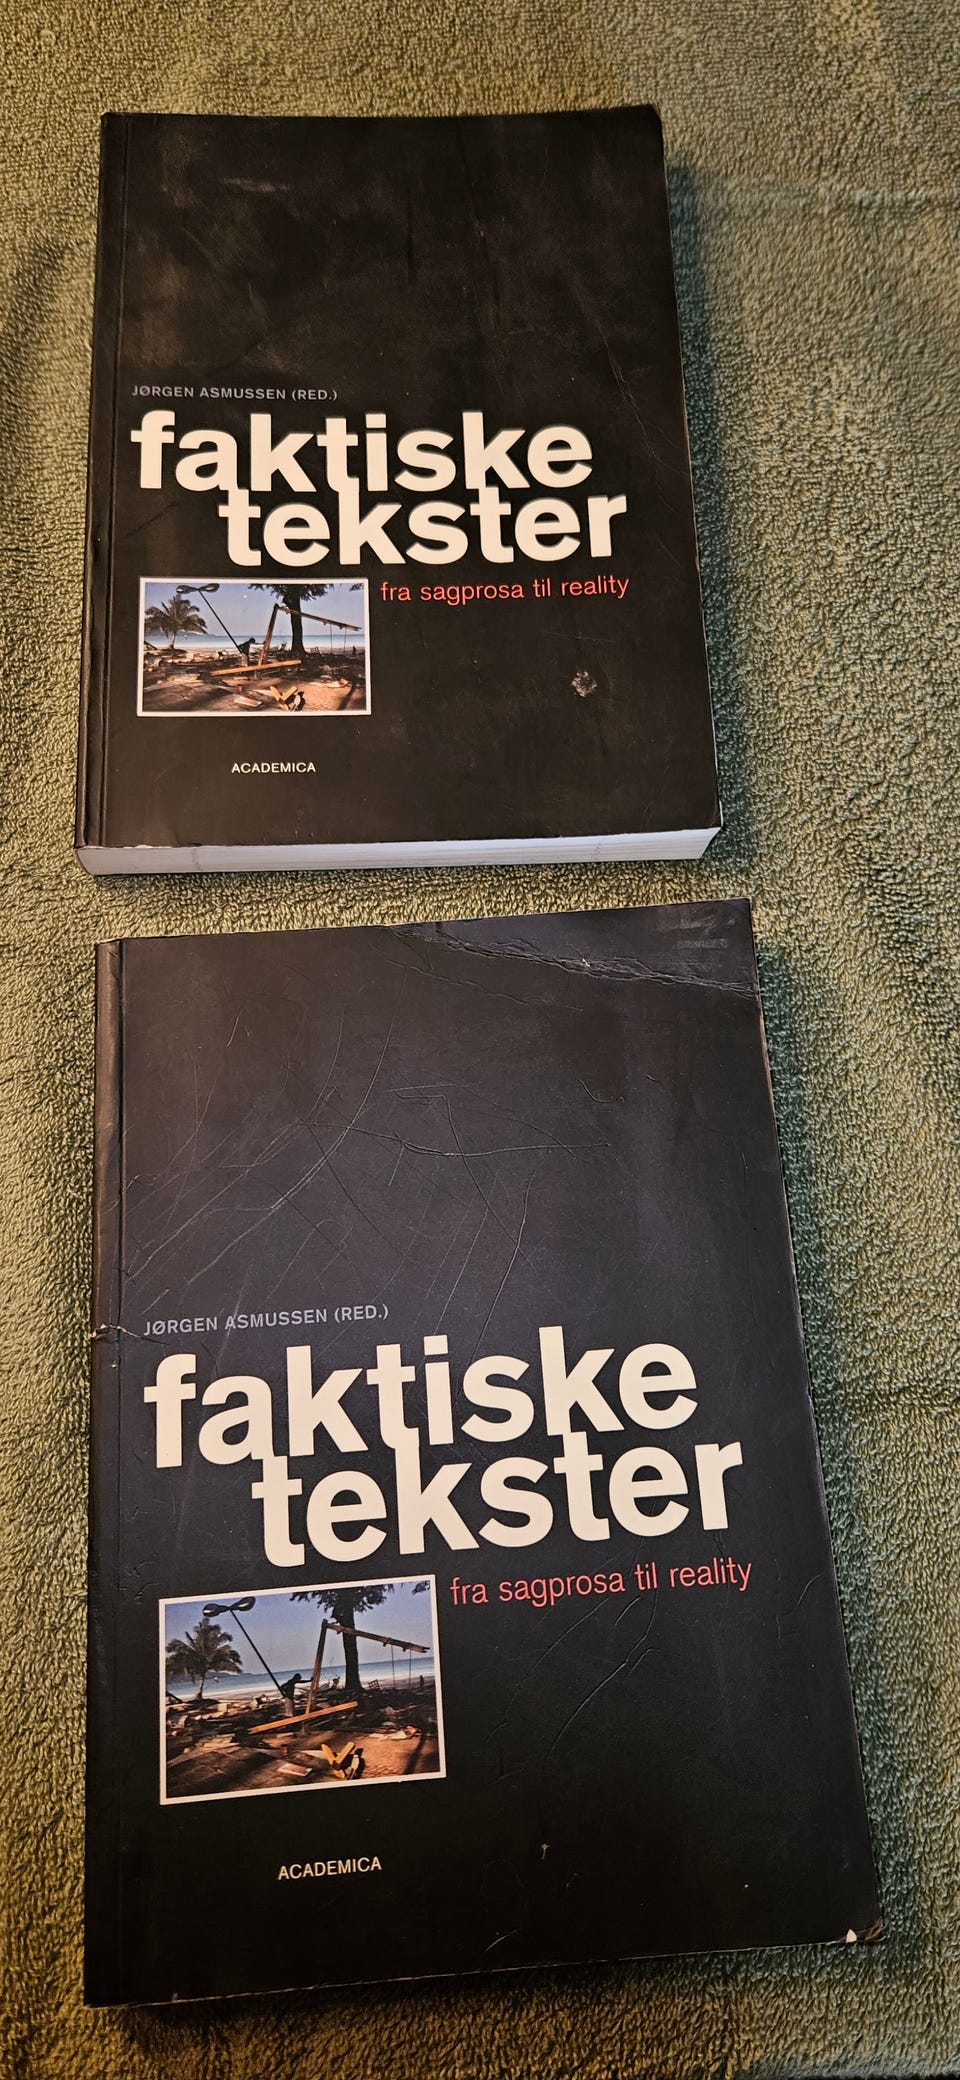 JØRGEN ASMUSSEN (RED.)
faktiske
tekster
fra sagprosa til reality
ACADEMICA
JØRGEN ASMUSSEN (RED.)
faktiske
tekster
fra sagprosa til reality
ACADEMICA